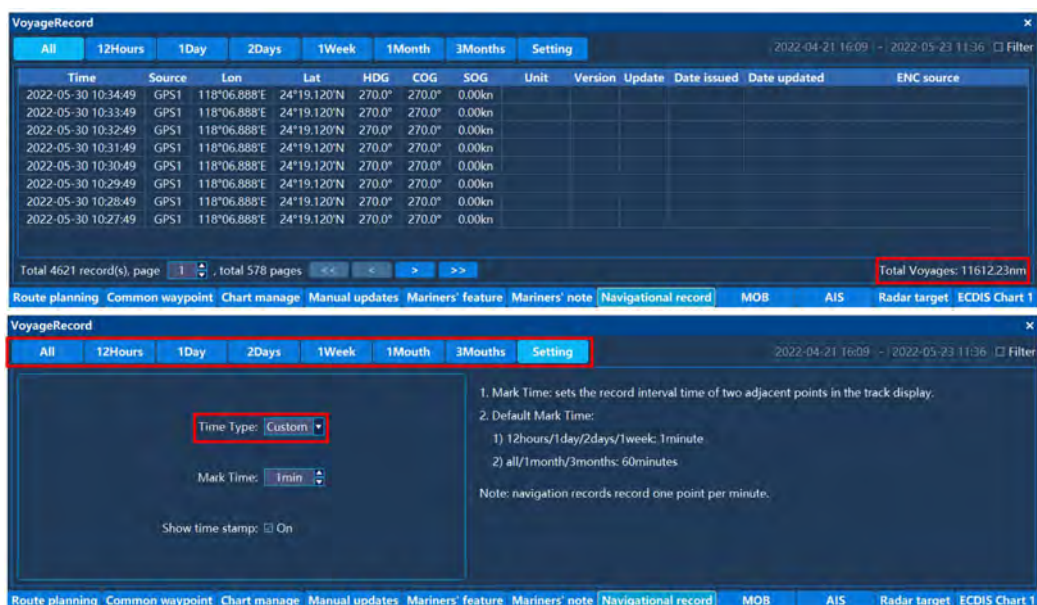 VoyageRecord ×
All 12Hours 1Day 2Days 1Week 1Month 3Months Setting 2022-04-21 16:09 - 2022-05-23 11:36 Filter
Time Source Lon Lat HDG COG SOG Unit Version Update Date issued Date updated ENC source
2022-05-30 10:34:49 GPS1 118°06.888'E 24°19.120'N 270.0° 270.0° 0.00kn
2022-05-30 10:33:49 GPS1 118°06.888'E 24°19.120'N 270.0° 270.0° 0.00kn
2022-05-30 10:32:49 GPS1 118°06.888'E 24°19.120'N 270.0° 270.0° 0.00kn
2022-05-30 10:31:49 GPS1 118°06.888'E 24°19.120'N 270.0° 270.0° 0.00kn
2022-05-30 10:30:49 GPS1 118°06.888'E 24°19.120'N 270.0° 270.0° 0.00kn
2022-05-30 10:29:49 GPS1 118°06.888'E 24°19.120'N 270.0° 270.0° 0.00kn
2022-05-30 10:28:49 GPS1 118°06.888'E 24°19.120'N 270.0° 270.0° 0.00kn
2022-05-30 10:27:49 GPS1 118°06.888'E 24°19.120'N 270.0° 270.0° 0.00kn
Total 4621 record(s), page 1 , total 578 pages << < > >> Total Voyages: 11612.23nm
Route planning Common waypoint Chart manage Manual updates Mariners' feature Mariners' note Navigational record MOB AIS Radar target ECDIS Chart 1
VoyageRecord ×
All 12Hours 1Day 2Days 1Week 1Mouth 3Mouths Setting 2022-04-21 16:09 - 2022-05-23 11:36 Filter
1. Mark Time: sets the record interval time of two adjacent points in the track display.
2. Default Mark Time:
1) 12hours/1day/2days/1week: 1minute
2) all/1month/3months: 60minutes
Note: navigation records record one point per minute.
Time Type: Custom
Mark Time: 1min
Show time stamp: On
Route planning Common waypoint Chart manage Manual updates Mariners' feature Mariners' note Navigational record MOB AIS Radar target ECDIS Chart 1